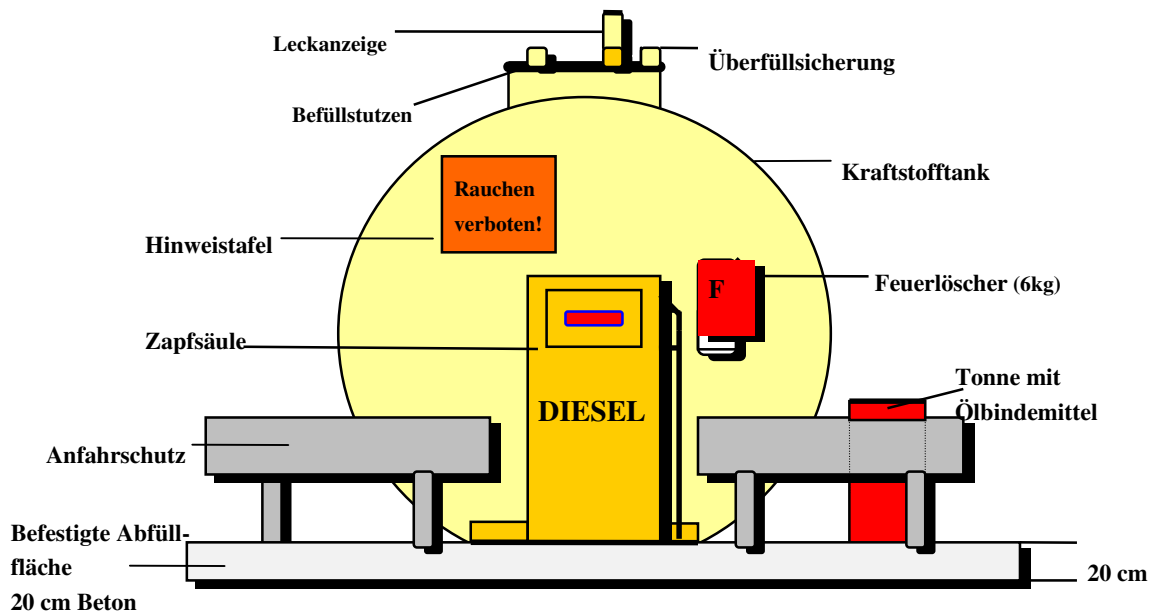 Leckanzeige
Überfüllsicherung
Befüllstutzen
Kraftstofftank
Rauchen
verboten!
Hinweistafel
F
Feuerlöscher (6kg)
Zapfsäule
Tonne mit
Ölbindemittel
DIESEL
Anfahrschutz
Befestigte Abfüll-
fläche
20 cm Beton
20 cm